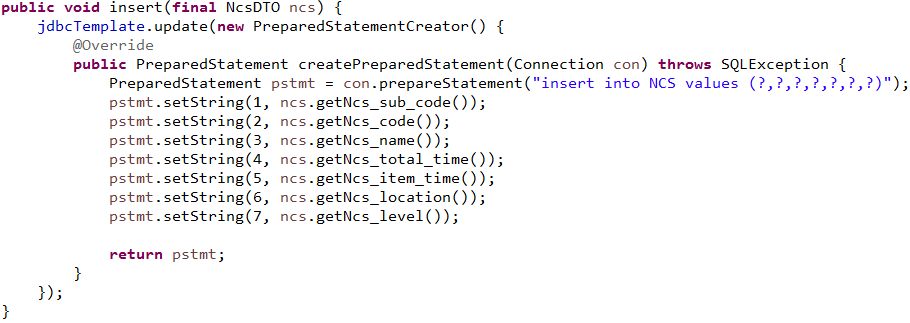 public void insert(final NcsDTO ncs) {
    jdbcTemplate.update(new PreparedStatementCreator() {
        @Override
        public PreparedStatement createPreparedStatement(Connection con) throws SQLException {
            PreparedStatement pstmt = con.prepareStatement("insert into NCS values (?,?,?,?,?,?,?)");
            pstmt.setString(1, ncs.getNcs_sub_code());
            pstmt.setString(2, ncs.getNcs_code());
            pstmt.setString(3, ncs.getNcs_name());
            pstmt.setString(4, ncs.getNcs_total_time());
            pstmt.setString(5, ncs.getNcs_item_time());
            pstmt.setString(6, ncs.getNcs_location());
            pstmt.setString(7, ncs.getNcs_level());

            return pstmt;
        }
    });
}